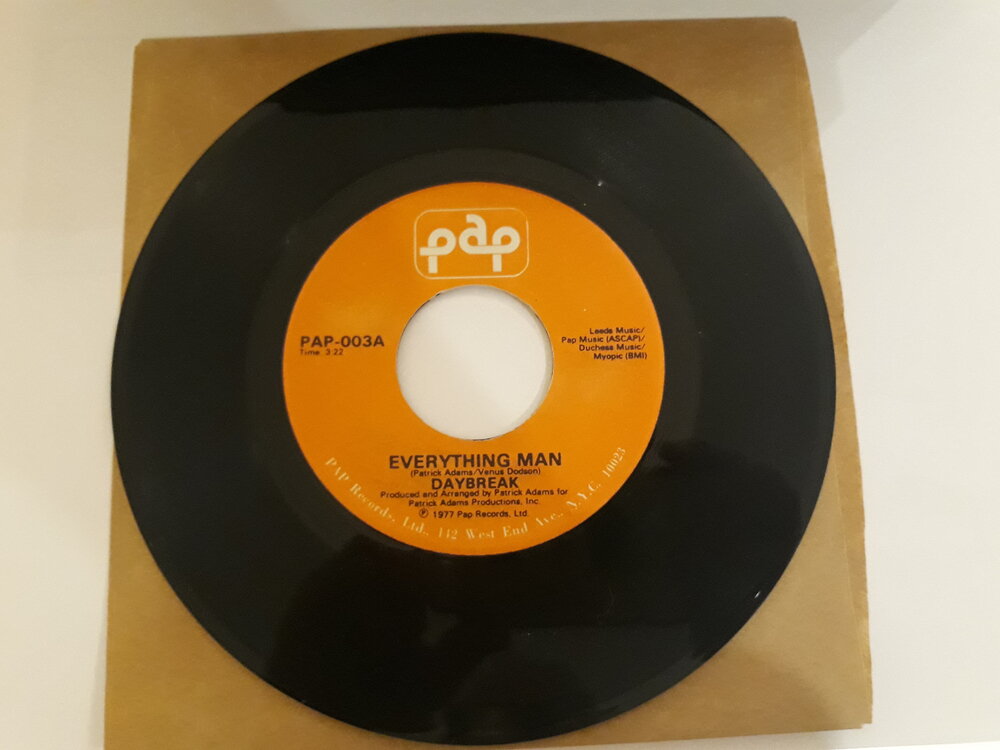 pap
PAP-003A
Time 3:22
Leeds Music/
Pap Music (ASCAP)/
Duchess Music/
Myopic (BMI)
EVERYTHING MAN
(Patrick Adams/Venus Dodson)
DAYBREAK
Produced and Arranged by Patrick Adams for
Patrick Adams Productions, Inc.
℗ 1977 Pap Records, Ltd.
PAP Records, Ltd., 142 West End Ave., N.Y.C. 10023